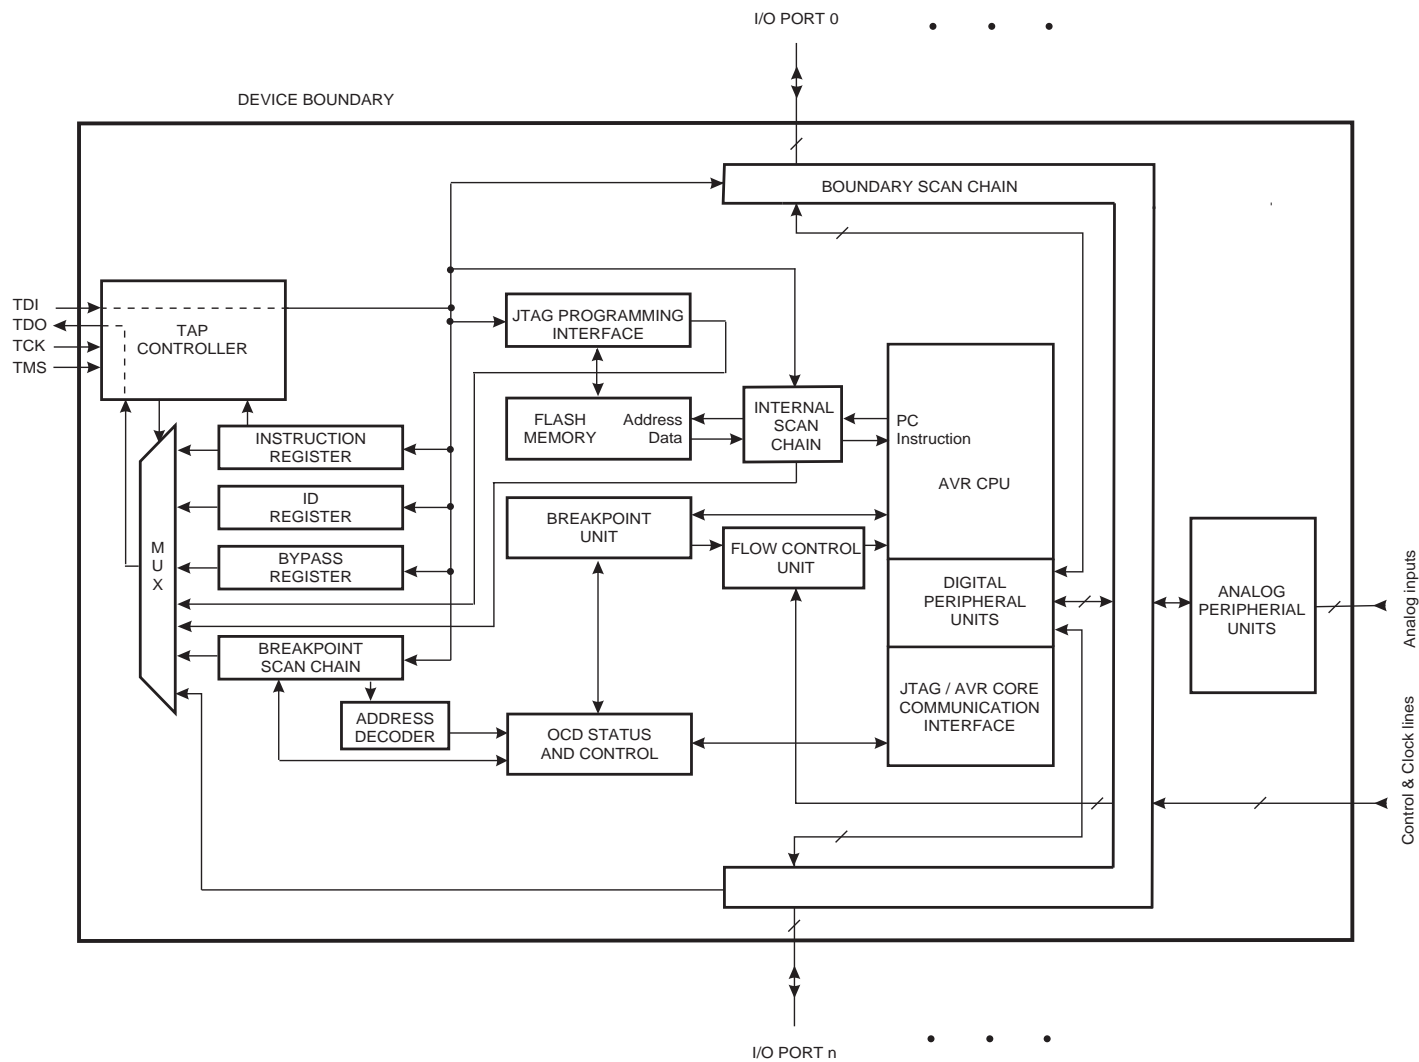 I/O PORT 0
DEVICE BOUNDARY
BOUNDARY SCAN CHAIN
TDI
TDO
TCK
TMS
TAP
CONTROLLER
JTAG PROGRAMMING
INTERFACE
FLASH
MEMORY
Address
Data
INTERNAL
SCAN
CHAIN
PC
Instruction
AVR CPU
INSTRUCTION
REGISTER
ID
REGISTER
BYPASS
REGISTER
M
U
X
BREAKPOINT
UNIT
FLOW CONTROL
UNIT
DIGITAL
PERIPHERAL
UNITS
ANALOG
PERIPHERIAL
UNITS
Analog inputs
BREAKPOINT
SCAN CHAIN
ADDRESS
DECODER
OCD STATUS
AND CONTROL
JTAG / AVR CORE
COMMUNICATION
INTERFACE
Control & Clock lines
I/O PORT n